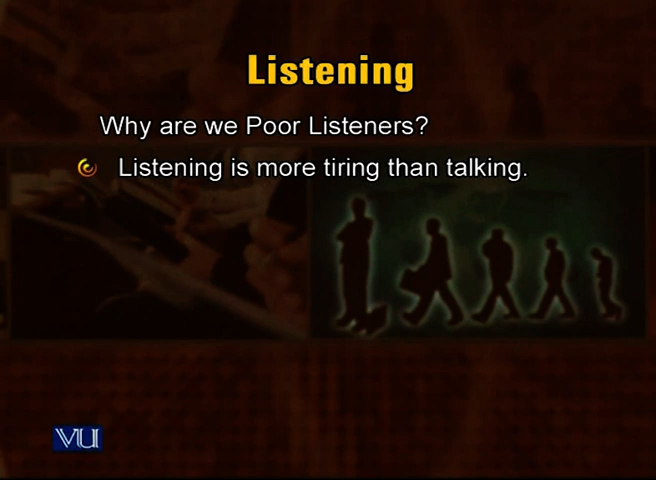 Listening
Why are we Poor Listeners?
Listening is more tiring than talking.
VU